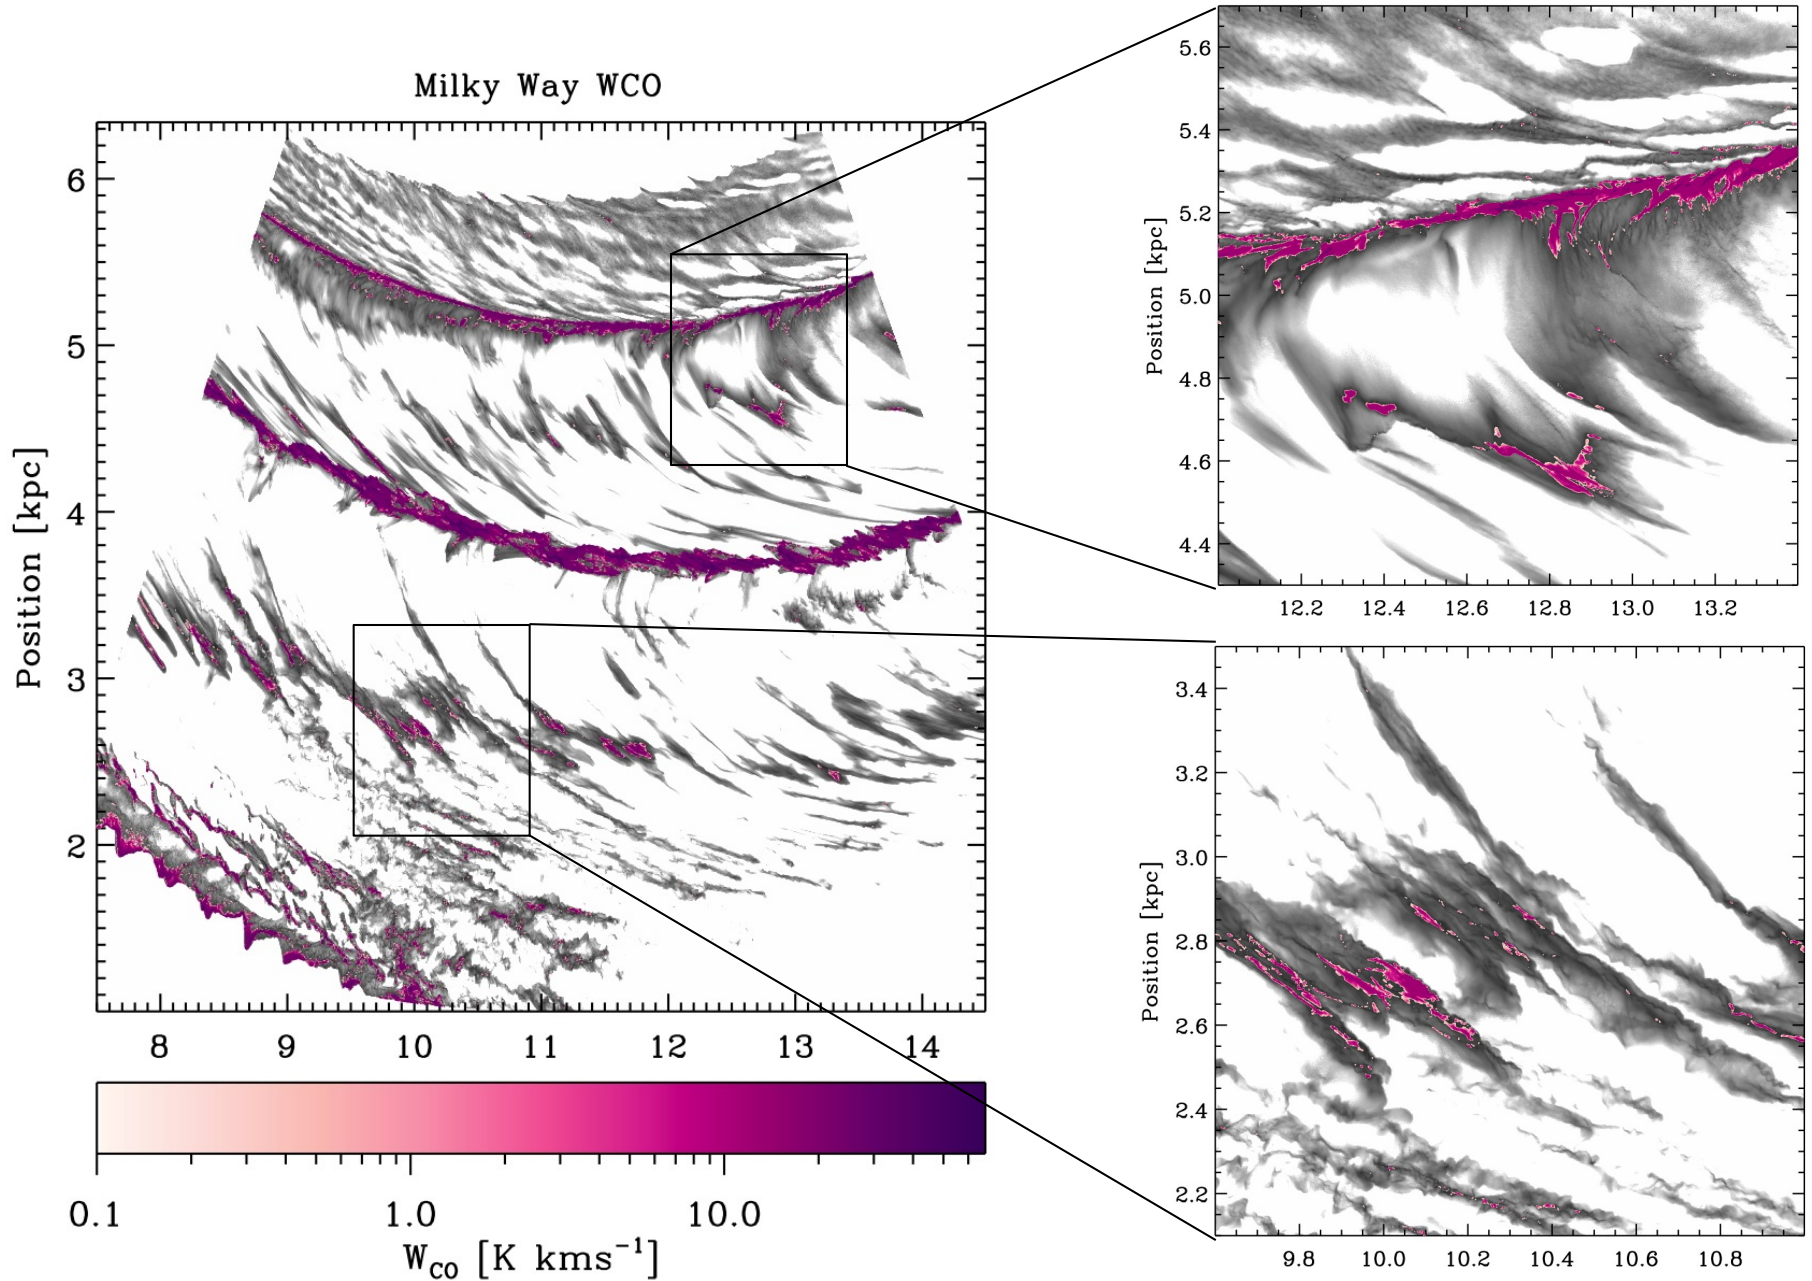 Milky Way WCO
Position [kpc]
6
5
4
3
2
8 9 10 11 12 13 14
0.1 1.0 10.0
W_CO [K kms⁻¹]
Position [kpc]
5.6
5.4
5.2
5.0
4.8
4.6
4.4
12.2 12.4 12.6 12.8 13.0 13.2
Position [kpc]
3.4
3.2
3.0
2.8
2.6
2.4
2.2
9.8 10.0 10.2 10.4 10.6 10.8